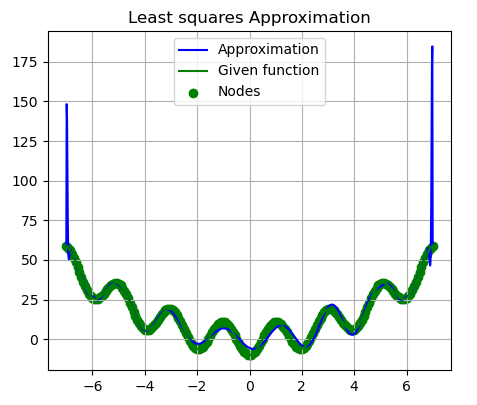 Least squares Approximation
Approximation
Given function
Nodes
175
150
125
100
75
50
25
0
−6 −4 −2 0 2 4 6